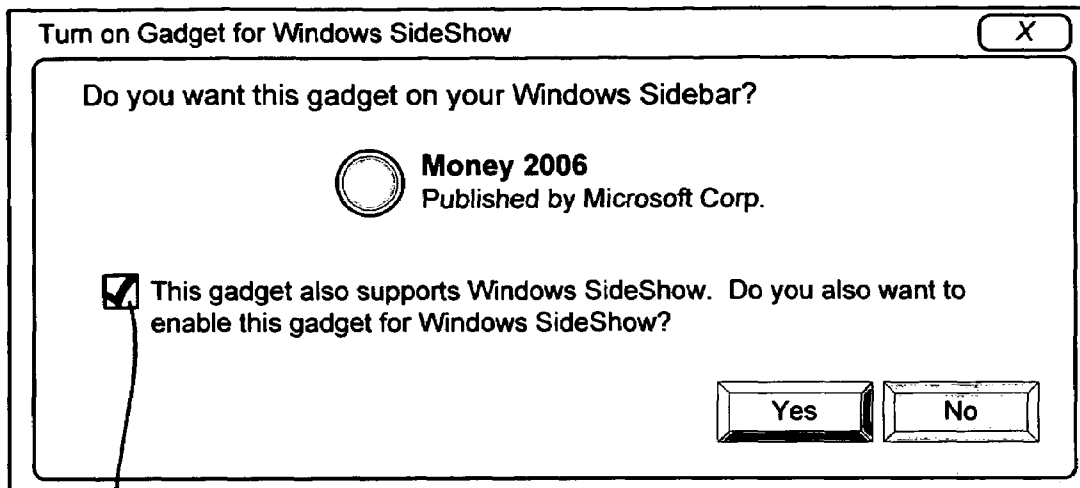 Turn on Gadget for Windows SideShow
X
Do you want this gadget on your Windows Sidebar?
Money 2006
Published by Microsoft Corp.
This gadget also supports Windows SideShow. Do you also want to
enable this gadget for Windows SideShow?
Yes
No